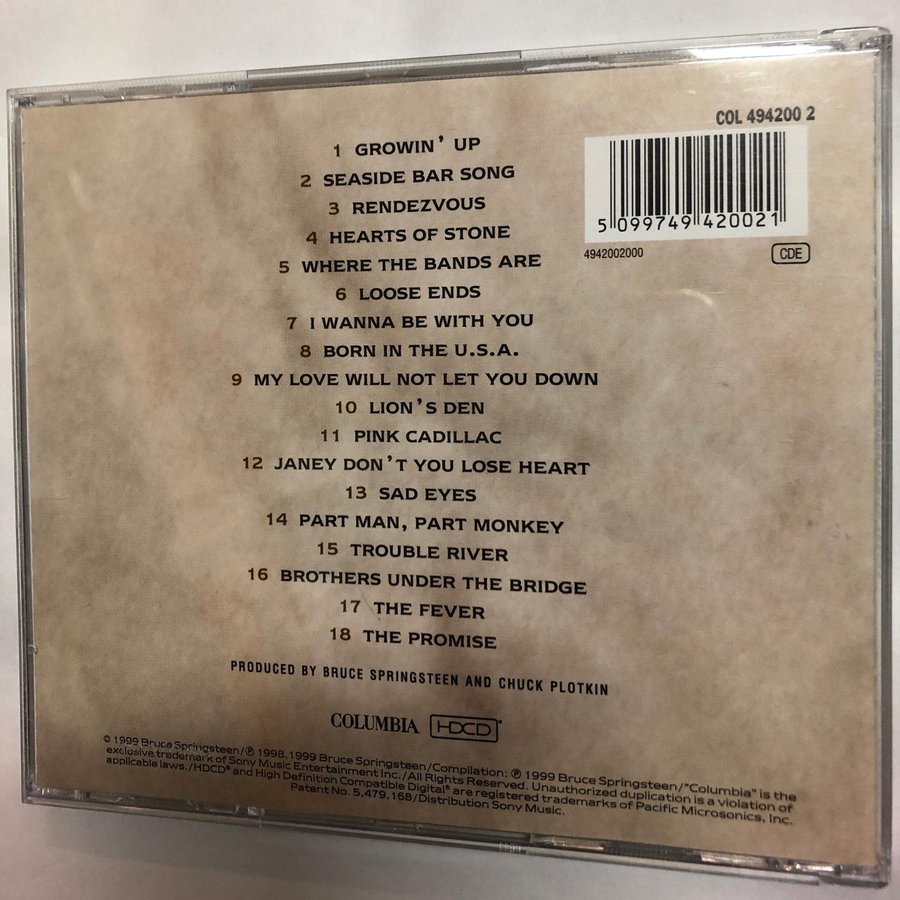 COL 494200 2
5 099749 420021
4942002000
CDE
1 GROWIN' UP
2 SEASIDE BAR SONG
3 RENDEZVOUS
4 HEARTS OF STONE
5 WHERE THE BANDS ARE
6 LOOSE ENDS
7 I WANNA BE WITH YOU
8 BORN IN THE U.S.A.
9 MY LOVE WILL NOT LET YOU DOWN
10 LION'S DEN
11 PINK CADILLAC
12 JANEY DON'T YOU LOSE HEART
13 SAD EYES
14 PART MAN, PART MONKEY
15 TROUBLE RIVER
16 BROTHERS UNDER THE BRIDGE
17 THE FEVER
18 THE PROMISE
PRODUCED BY BRUCE SPRINGSTEEN AND CHUCK PLOTKIN
COLUMBIA HDCD®
© 1999 Bruce Springsteen/℗ 1998, 1999 Bruce Springsteen/Compilation: ℗ 1999 Bruce Springsteen/"Columbia" is the
exclusive trademark of Sony Music Entertainment Inc./All Rights Reserved. Unauthorized duplication is a violation of
applicable laws./HDCD® and High Definition Compatible Digital® are registered trademarks of Pacific Microsonics, Inc.
Patent No. 5,479,168/Distribution Sony Music.